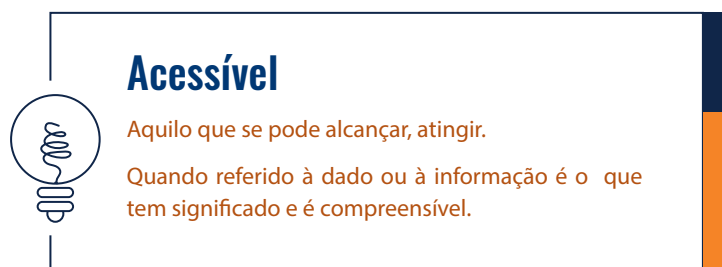 Acessível
Aquilo que se pode alcançar, atingir.
Quando referido à dado ou à informação é o que
tem significado e é compreensível.